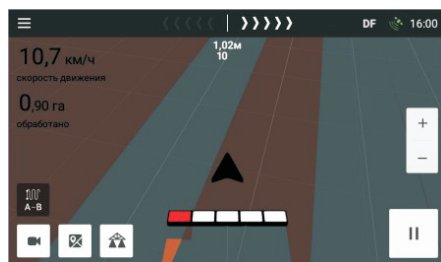 DF 16:00
1,02м
10
10,7 км/ч
скорость движения
0,90 га
обработано
A-B